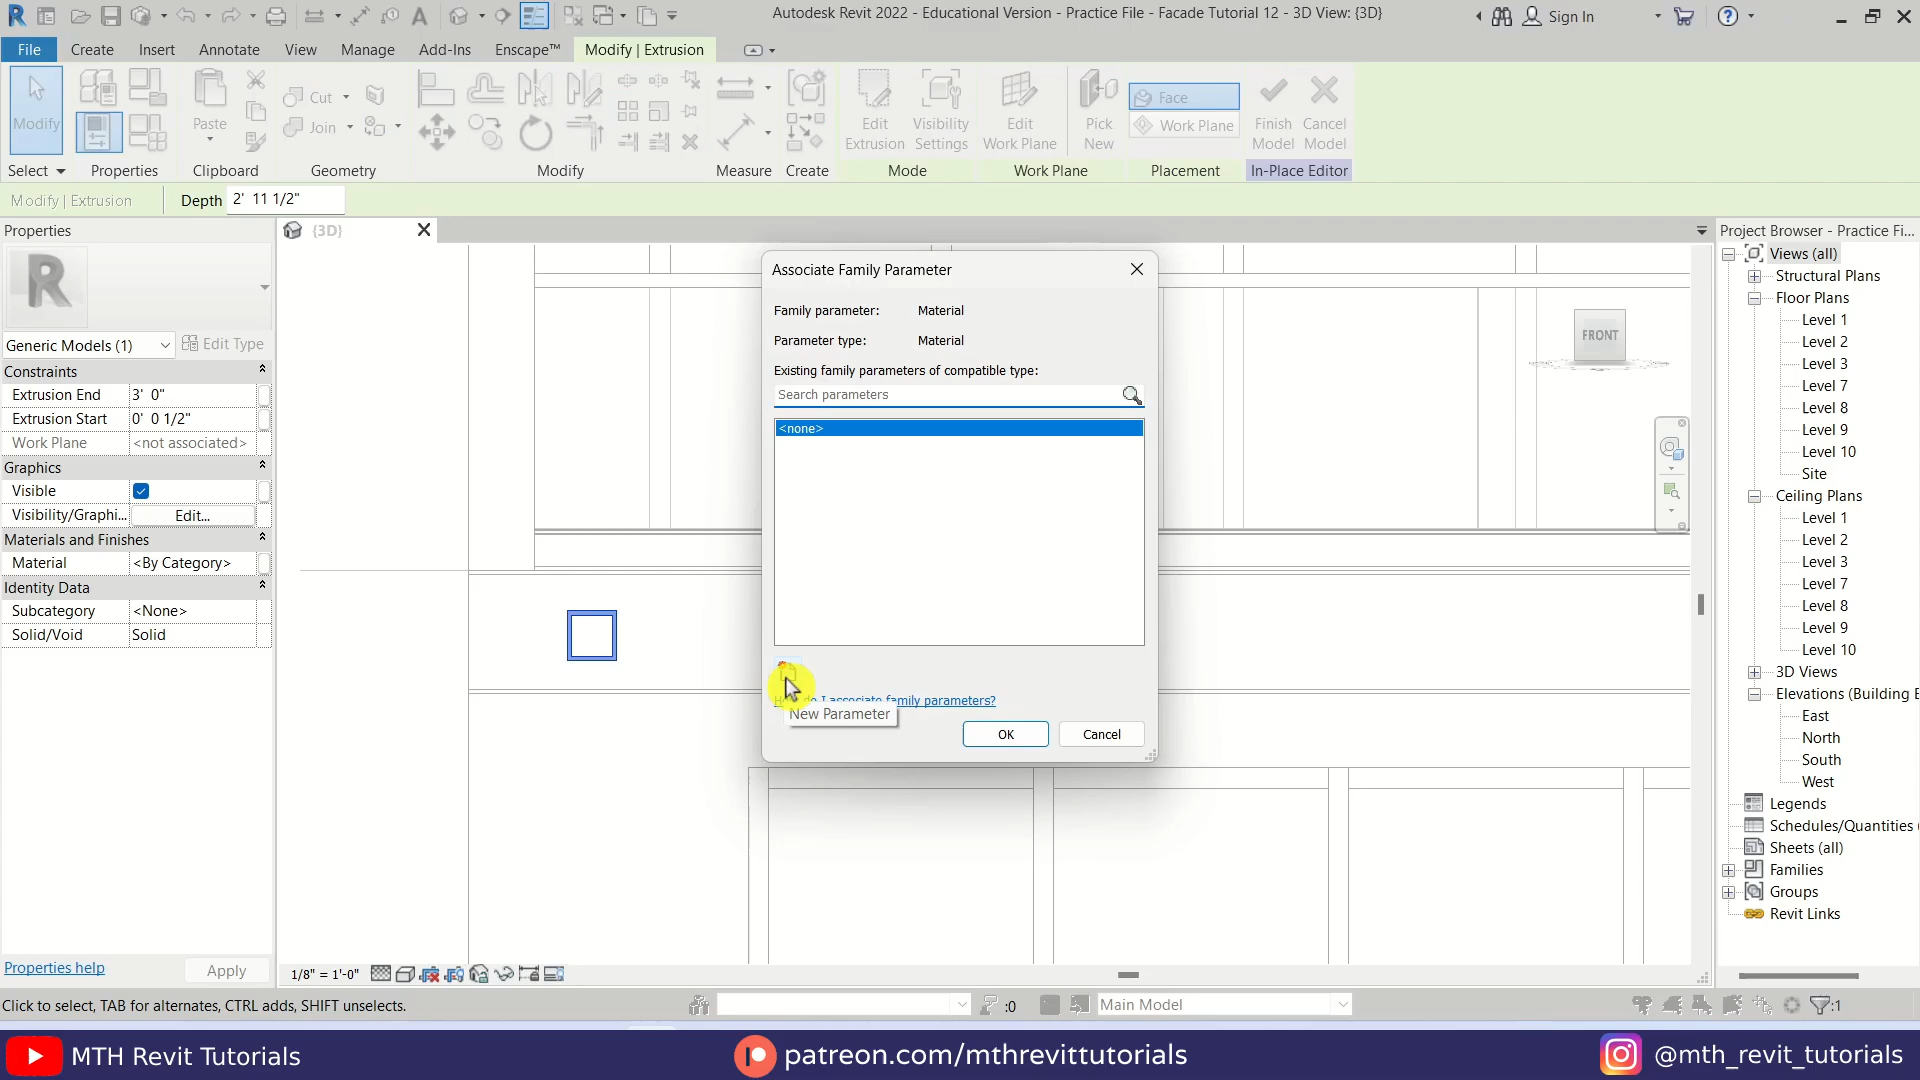 Autodesk Revit 2022 - Educational Version - Practice File - Facade Tutorial 12 - 3D View: {3D}
Sign In
File
Create
Insert
Annotate
View
Manage
Add-Ins
Enscape™
Modify | Extrusion
Modify
Paste
Cut
Join
Edit Extrusion
Visibility Settings
Edit Work Plane
Pick New
Face
Work Plane
Finish Model
Cancel Model
Select
Properties
Clipboard
Geometry
Modify
Measure
Create
Mode
Work Plane
Placement
In-Place Editor
Modify | Extrusion
Depth 2' 11 1/2"
Properties
{3D}
Project Browser - Practice Fi...
R
Generic Models (1)
Edit Type
Constraints
Extrusion End 3' 0"
Extrusion Start 0' 0 1/2"
Work Plane <not associated>
Graphics
Visible
Visibility/Graphi... Edit...
Materials and Finishes
Material <By Category>
Identity Data
Subcategory <None>
Solid/Void Solid
Properties help
Apply
Associate Family Parameter
Family parameter: Material
Parameter type: Material
Existing family parameters of compatible type:
Search parameters
<none>
do I associate family parameters?
New Parameter
OK
Cancel
FRONT
Views (all)
Structural Plans
Floor Plans
Level 1
Level 2
Level 3
Level 7
Level 8
Level 9
Level 10
Site
Ceiling Plans
Level 1
Level 2
Level 3
Level 7
Level 8
Level 9
Level 10
3D Views
Elevations (Building E
East
North
South
West
Legends
Schedules/Quantities (
Sheets (all)
Families
Groups
Revit Links
1/8" = 1'-0"
Click to select, TAB for alternates, CTRL adds, SHIFT unselects.
:0
Main Model
:1
MTH Revit Tutorials
patreon.com/mthrevittutorials
@mth_revit_tutorials